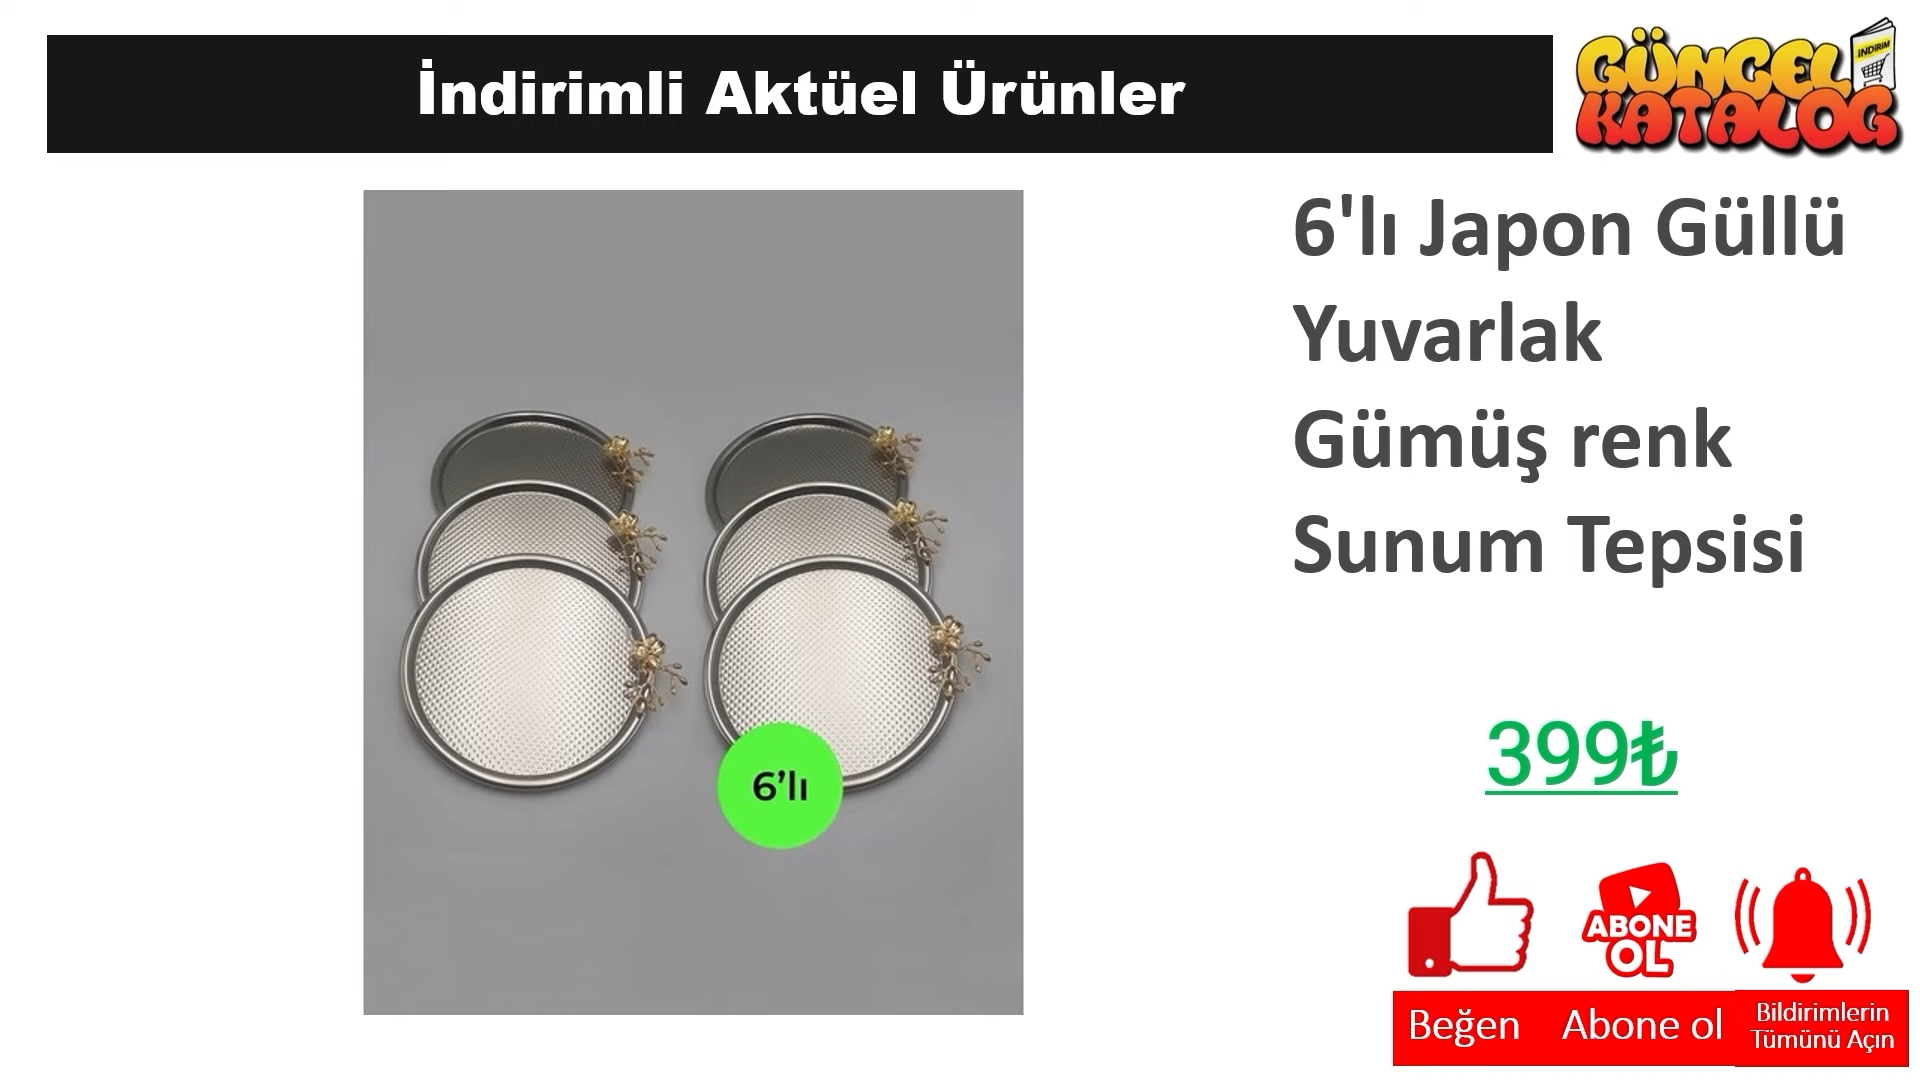 İndirimli Aktüel Ürünler
GÜNCEL
İNDİRİM
KATALOG
6'lı Japon Güllü
Yuvarlak
Gümüş renk
Sunum Tepsisi
6’lı
399₺
ABONE
OL
Beğen
Abone ol
Bildirimlerin
Tümünü Açın